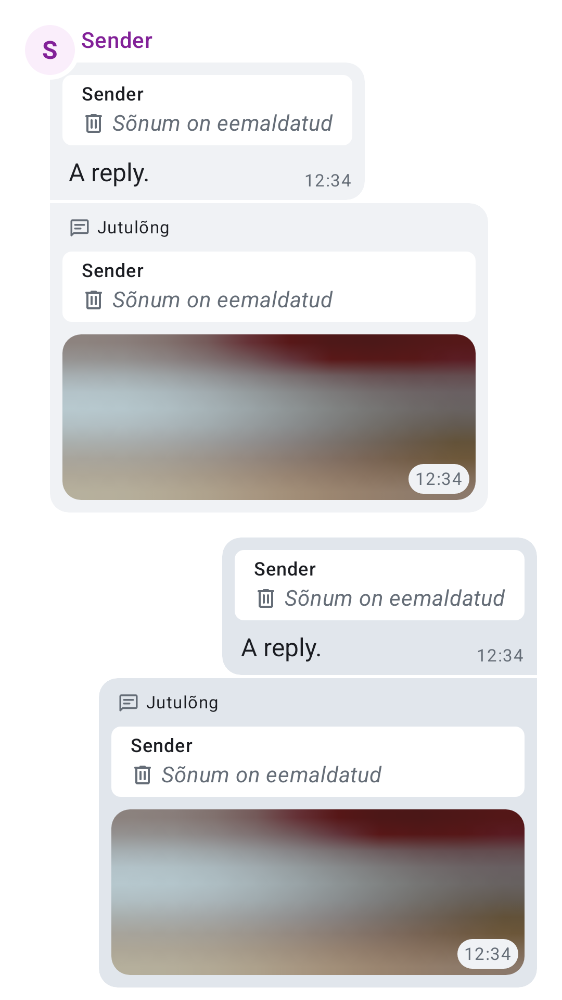 S
Sender
Sender
Sõnum on eemaldatud
A reply.
12:34
Jutulõng
Sender
Sõnum on eemaldatud
12:34
Sender
Sõnum on eemaldatud
A reply.
12:34
Jutulõng
Sender
Sõnum on eemaldatud
12:34